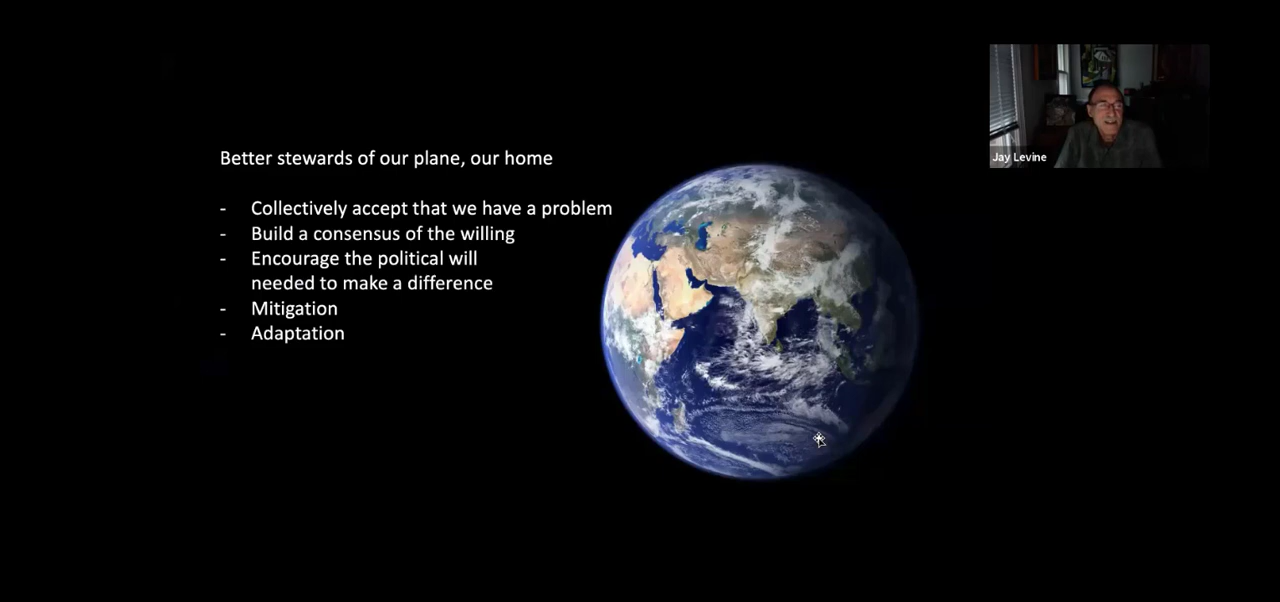 Better stewards of our plane, our home
- Collectively accept that we have a problem
- Build a consensus of the willing
- Encourage the political will
needed to make a difference
- Mitigation
- Adaptation
Jay Levine